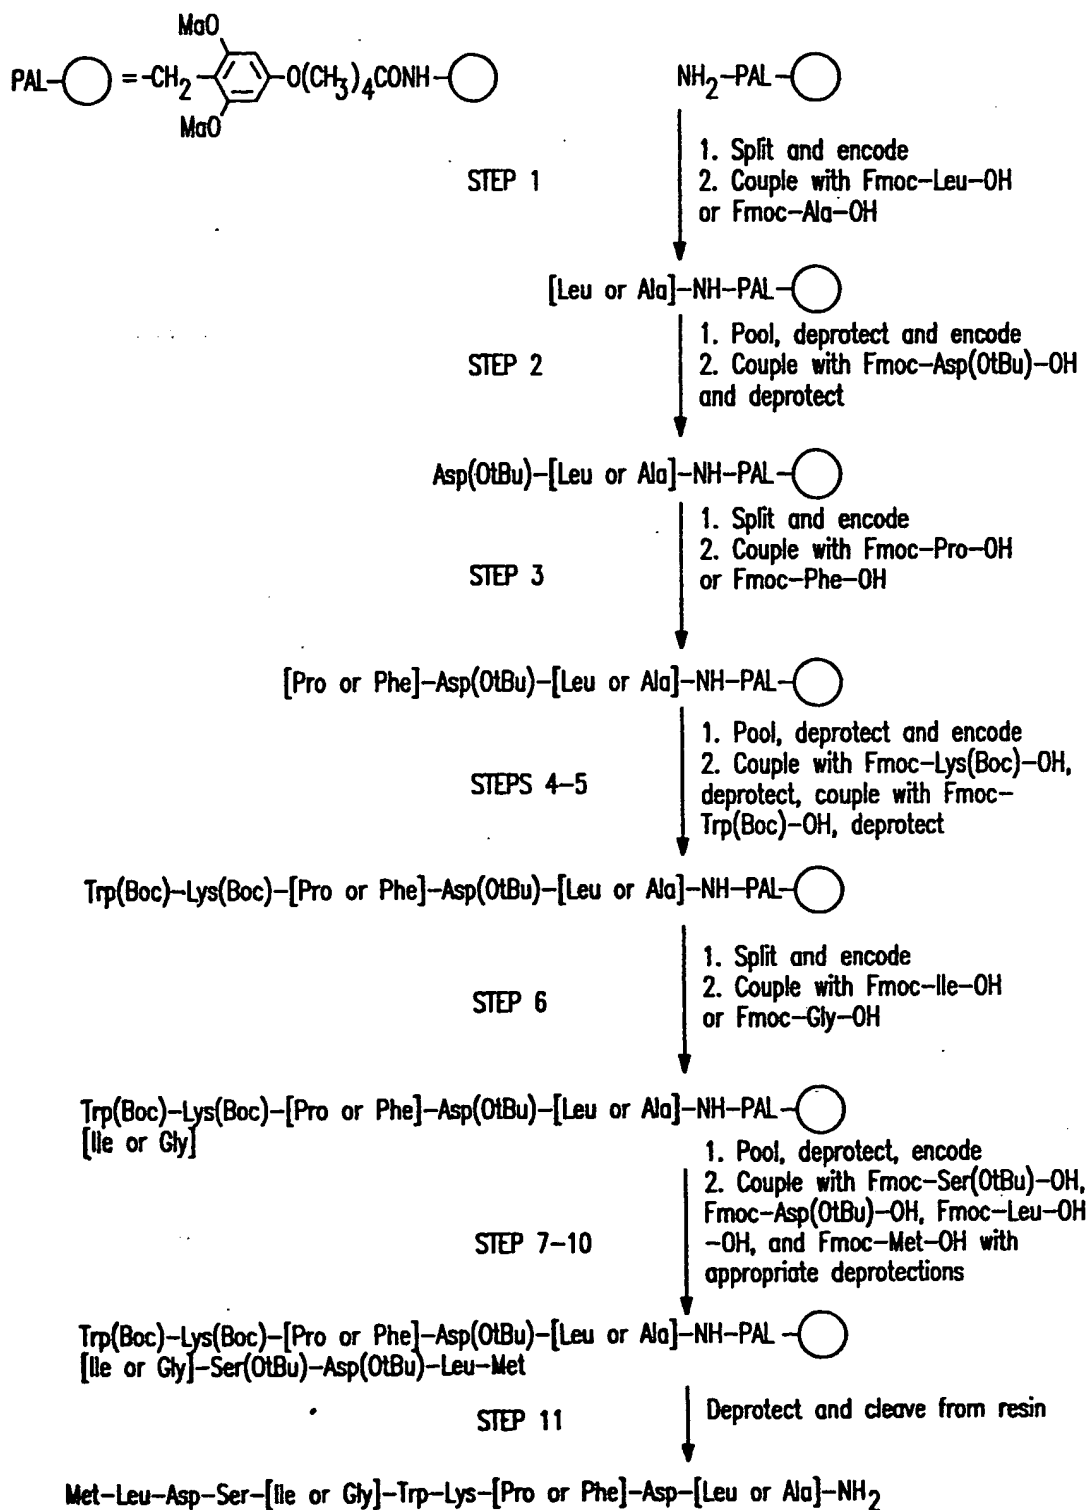 MaO
PAL- =-CH2 -O(CH3)4CONH-
MaO
NH2-PAL-
STEP 1
1. Split and encode
2. Couple with Fmoc-Leu-OH
or Fmoc-Ala-OH
[Leu or Ala]-NH-PAL-
STEP 2
1. Pool, deprotect and encode
2. Couple with Fmoc-Asp(OtBu)-OH
and deprotect
Asp(OtBu)-[Leu or Ala]-NH-PAL-
STEP 3
1. Split and encode
2. Couple with Fmoc-Pro-OH
or Fmoc-Phe-OH
[Pro or Phe]-Asp(OtBu)-[Leu or Ala]-NH-PAL-
STEPS 4-5
1. Pool, deprotect and encode
2. Couple with Fmoc-Lys(Boc)-OH,
deprotect, couple with Fmoc-
Trp(Boc)-OH, deprotect
Trp(Boc)-Lys(Boc)-[Pro or Phe]-Asp(OtBu)-[Leu or Ala]-NH-PAL-
STEP 6
1. Split and encode
2. Couple with Fmoc-Ile-OH
or Fmoc-Gly-OH
Trp(Boc)-Lys(Boc)-[Pro or Phe]-Asp(OtBu)-[Leu or Ala]-NH-PAL-
[Ile or Gly]
STEP 7-10
1. Pool, deprotect, encode
2. Couple with Fmoc-Ser(OtBu)-OH,
Fmoc-Asp(OtBu)-OH, Fmoc-Leu-OH
-OH, and Fmoc-Met-OH with
appropriate deprotections
Trp(Boc)-Lys(Boc)-[Pro or Phe]-Asp(OtBu)-[Leu or Ala]-NH-PAL-
[Ile or Gly]-Ser(OtBu)-Asp(OtBu)-Leu-Met
STEP 11
Deprotect and cleave from resin
Met-Leu-Asp-Ser-[Ile or Gly]-Trp-Lys-[Pro or Phe]-Asp-[Leu or Ala]-NH2